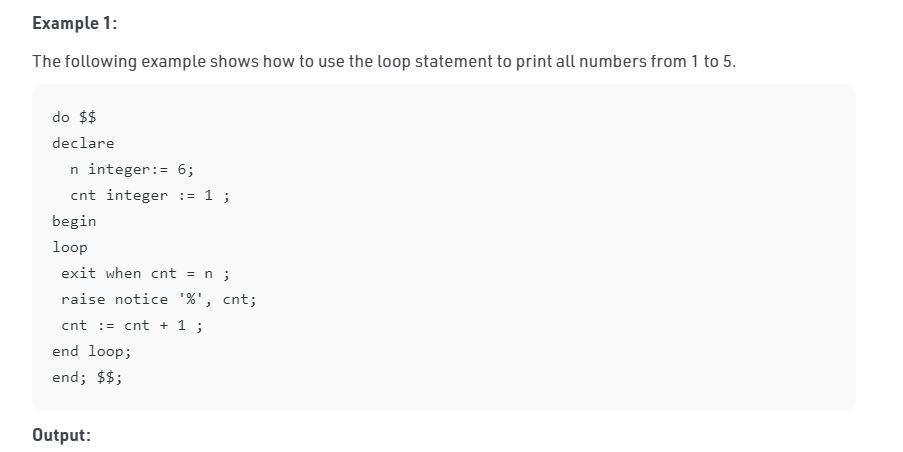 Example 1:
The following example shows how to use the loop statement to print all numbers from 1 to 5.
do $$
declare
n integer:= 6;
cnt integer := 1 ;
begin
loop
exit when cnt = n ;
raise notice '%', cnt;
cnt := cnt + 1 ;
end loop;
end; $$;
Output: